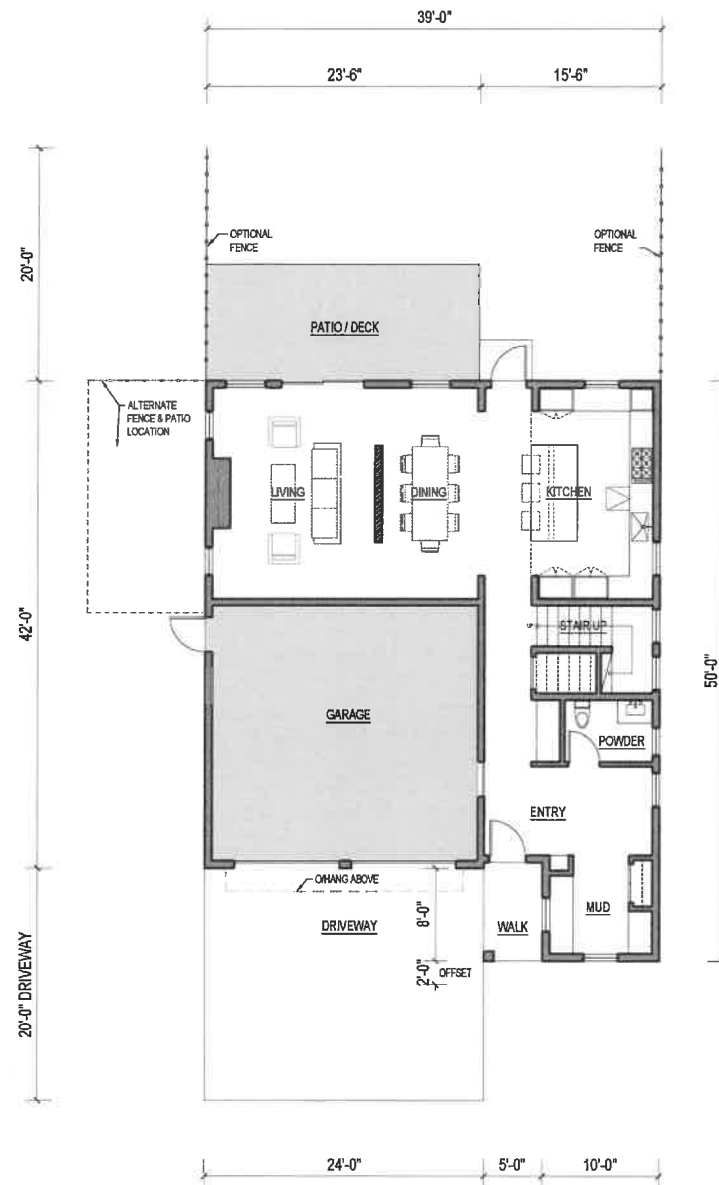 39'-0"
23'-6"
15'-6"
OPTIONAL
FENCE
OPTIONAL
FENCE
20'-0"
PATIO / DECK
ALTERNATE
FENCE & PATIO
LOCATION
LIVING
DINING
KITCHEN
42'-0"
STAIR UP
50'-0"
GARAGE
POWDER
ENTRY
O/HANG ABOVE
MUD
DRIVEWAY
8'-0"
WALK
2'-0"
OFFSET
20'-0" DRIVEWAY
24'-0"
5'-0"
10'-0"